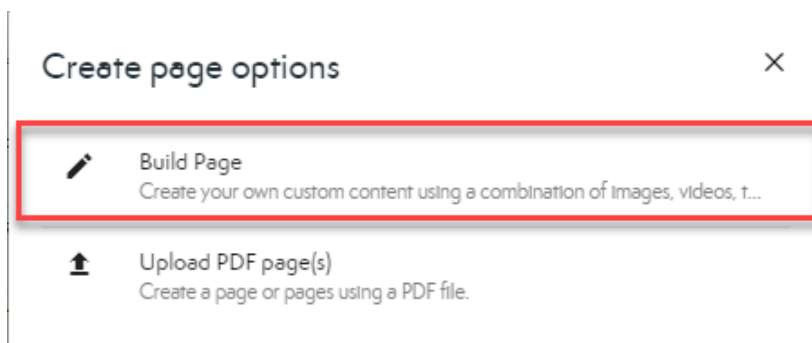 Create page options
Build Page
Create your own custom content using a combination of images, videos, t...
Upload PDF page(s)
Create a page or pages using a PDF file.